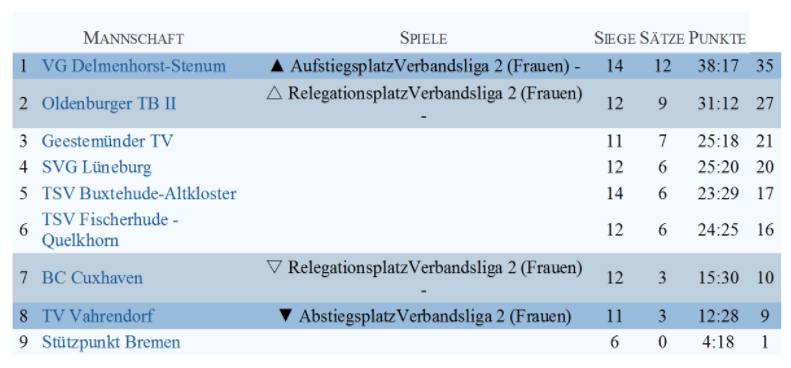 MANNSCHAFT SPIELE SIEGE SÄTZE PUNKTE
1 VG Delmenhorst-Stenum ▲ AufstiegsplatzVerbandsliga 2 (Frauen) - 14 12 38:17 35
2 Oldenburger TB II △ RelegationsplatzVerbandsliga 2 (Frauen) - 12 9 31:12 27
3 Geestemünder TV 11 7 25:18 21
4 SVG Lüneburg 12 6 25:20 20
5 TSV Buxtehude-Altkloster 14 6 23:29 17
6 TSV Fischerhude - Quelkhorn 12 6 24:25 16
7 BC Cuxhaven ▽ RelegationsplatzVerbandsliga 2 (Frauen) - 12 3 15:30 10
8 TV Vahrendorf ▼ AbstiegsplatzVerbandsliga 2 (Frauen) 11 3 12:28 9
9 Stützpunkt Bremen 6 0 4:18 1